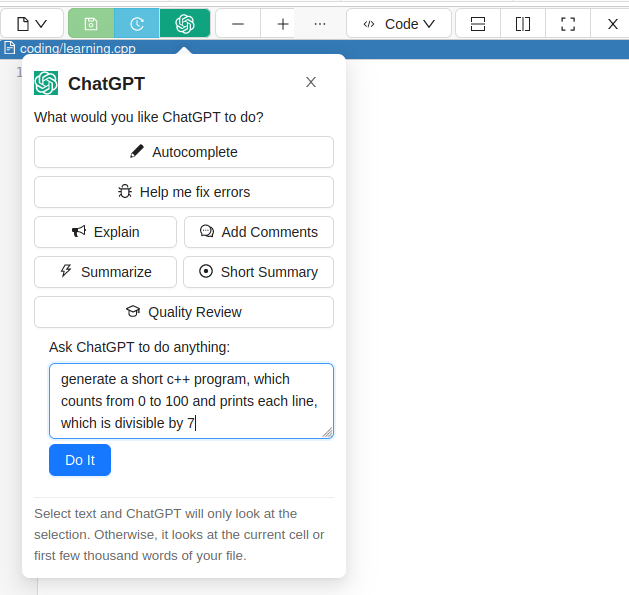 Code
coding/learning.cpp
1
ChatGPT
What would you like ChatGPT to do?
Autocomplete
Help me fix errors
Explain
Add Comments
Summarize
Short Summary
Quality Review
Ask ChatGPT to do anything:
generate a short c++ program, which
counts from 0 to 100 and prints each line,
which is divisible by 7
Do It
Select text and ChatGPT will only look at the
selection. Otherwise, it looks at the current cell or
first few thousand words of your file.